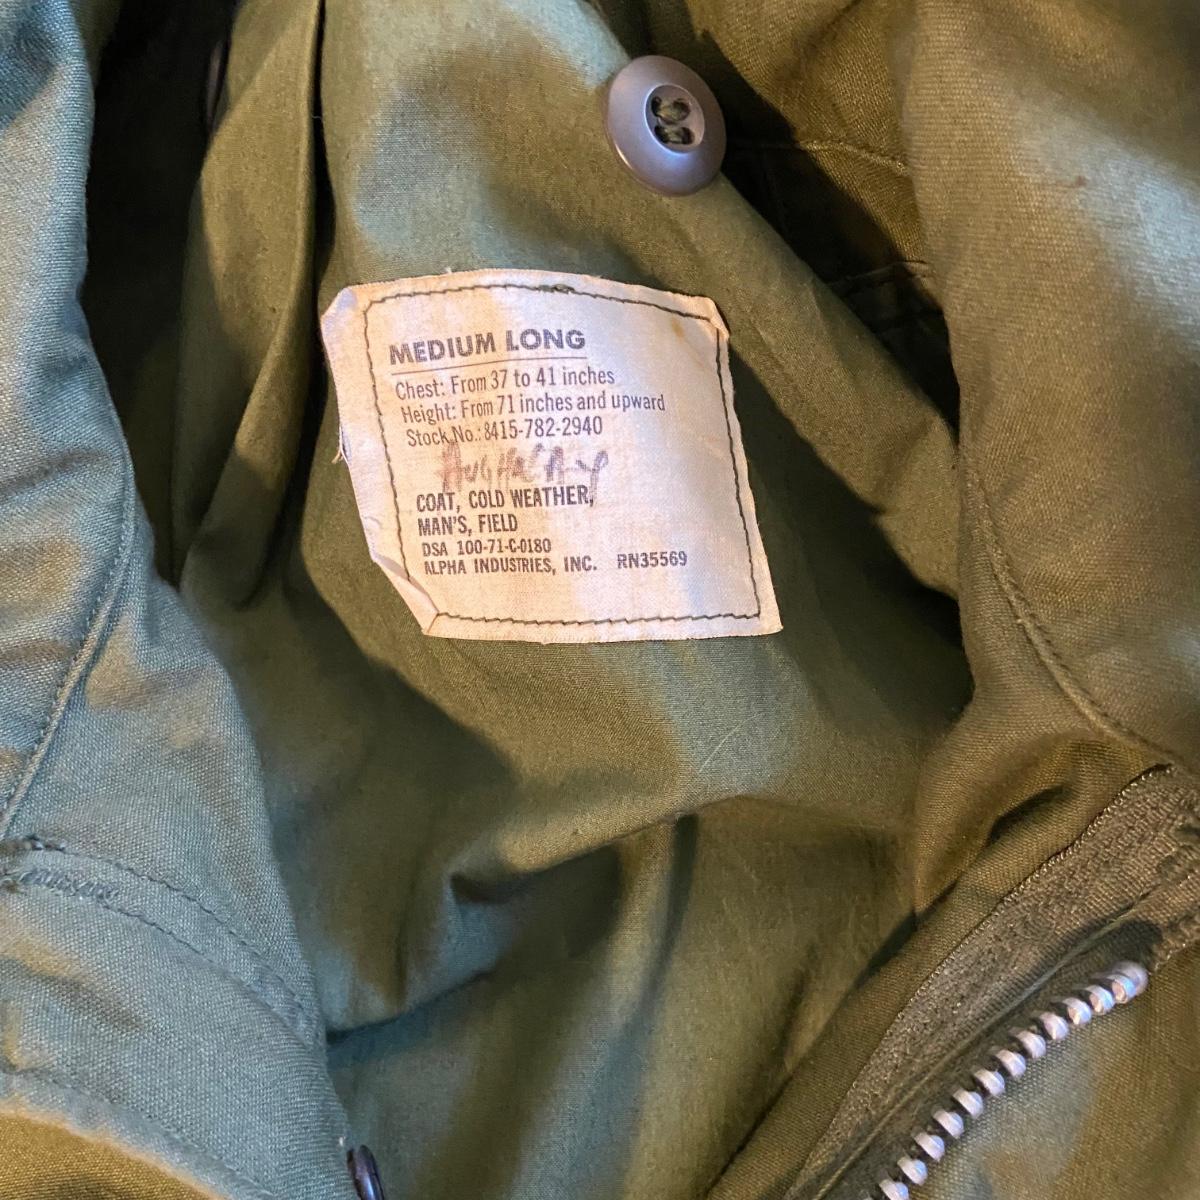 MEDIUM LONG
Chest: From 37 to 41 inches
Height: From 71 inches and upward
Stock No.: 8415-782-2940
COAT, COLD WEATHER,
MAN'S, FIELD
DSA 100-71-C-0180
ALPHA INDUSTRIES, INC. RN35569